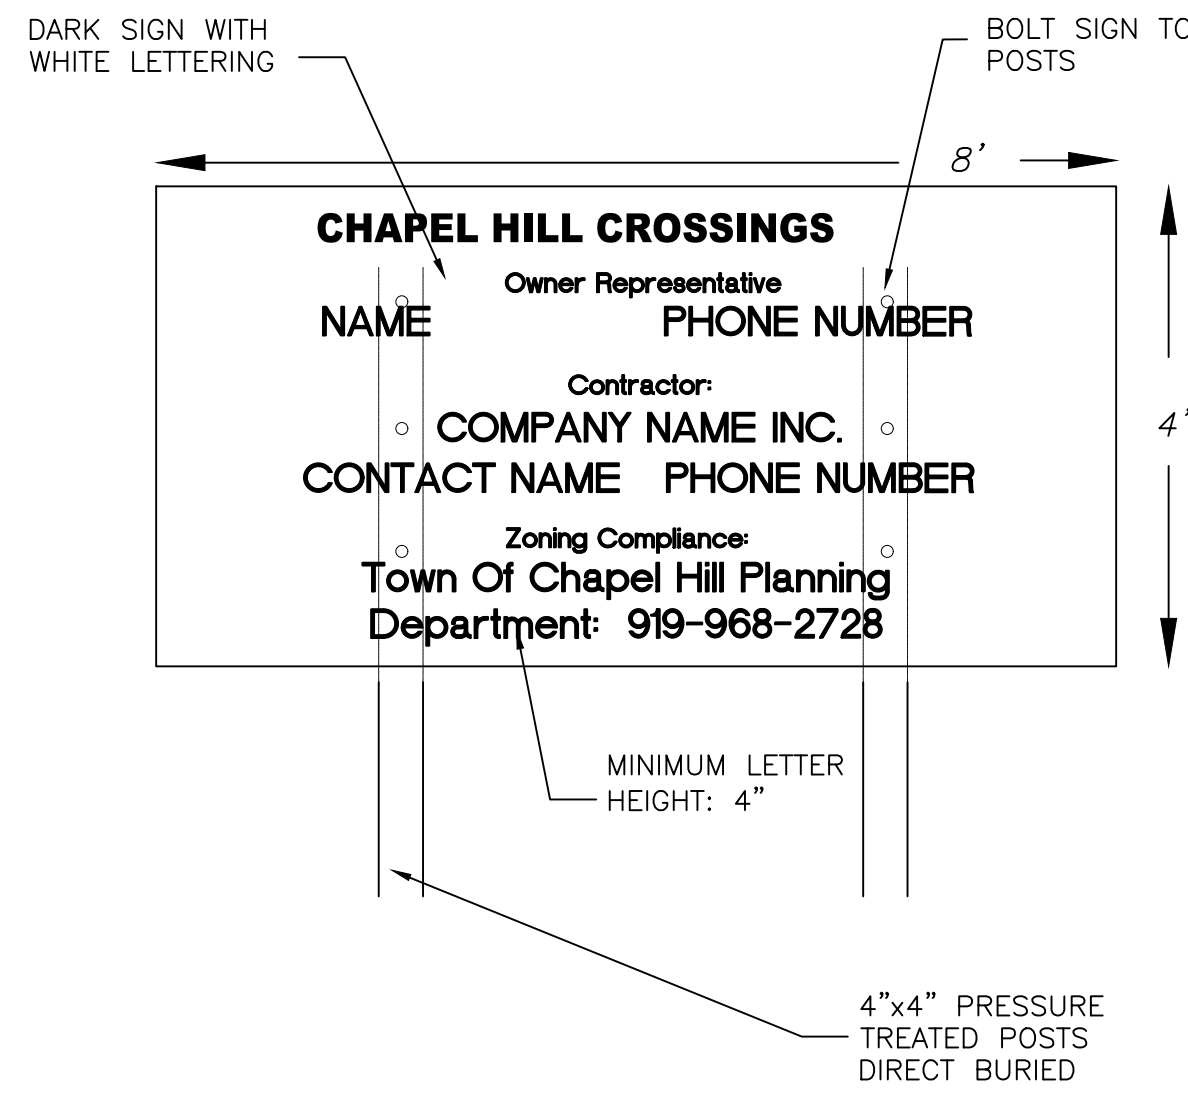 DARK SIGN WITH
WHITE LETTERING
BOLT SIGN TO
POSTS
8'
CHAPEL HILL CROSSINGS
Owner Representative
NAME PHONE NUMBER
Contractor:
4'
COMPANY NAME INC.
CONTACT NAME PHONE NUMBER
Zoning Compliance:
Town Of Chapel Hill Planning
Department: 919-968-2728
MINIMUM LETTER
HEIGHT: 4"
4"x4" PRESSURE
TREATED POSTS
DIRECT BURIED